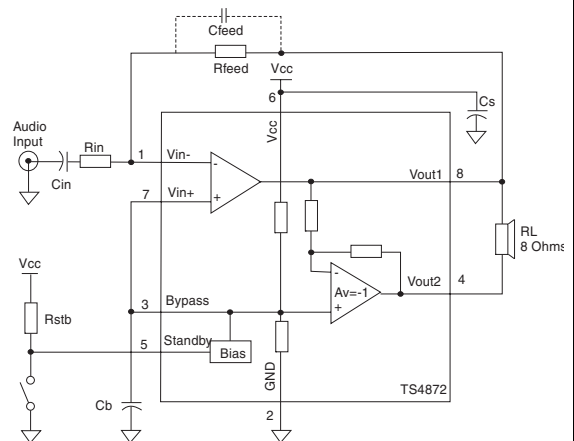 Cfeed
Rfeed
Vcc
6
Cs
Vcc
Audio
Input
Rin
Cin
1
Vin-
-
Vout1
8
7
Vin+
+
RL
8 Ohms
Vcc
Rstb
-
Av=-1
+
Vout2
4
3
Bypass
5
Standby
Bias
GND
TS4872
Cb
2